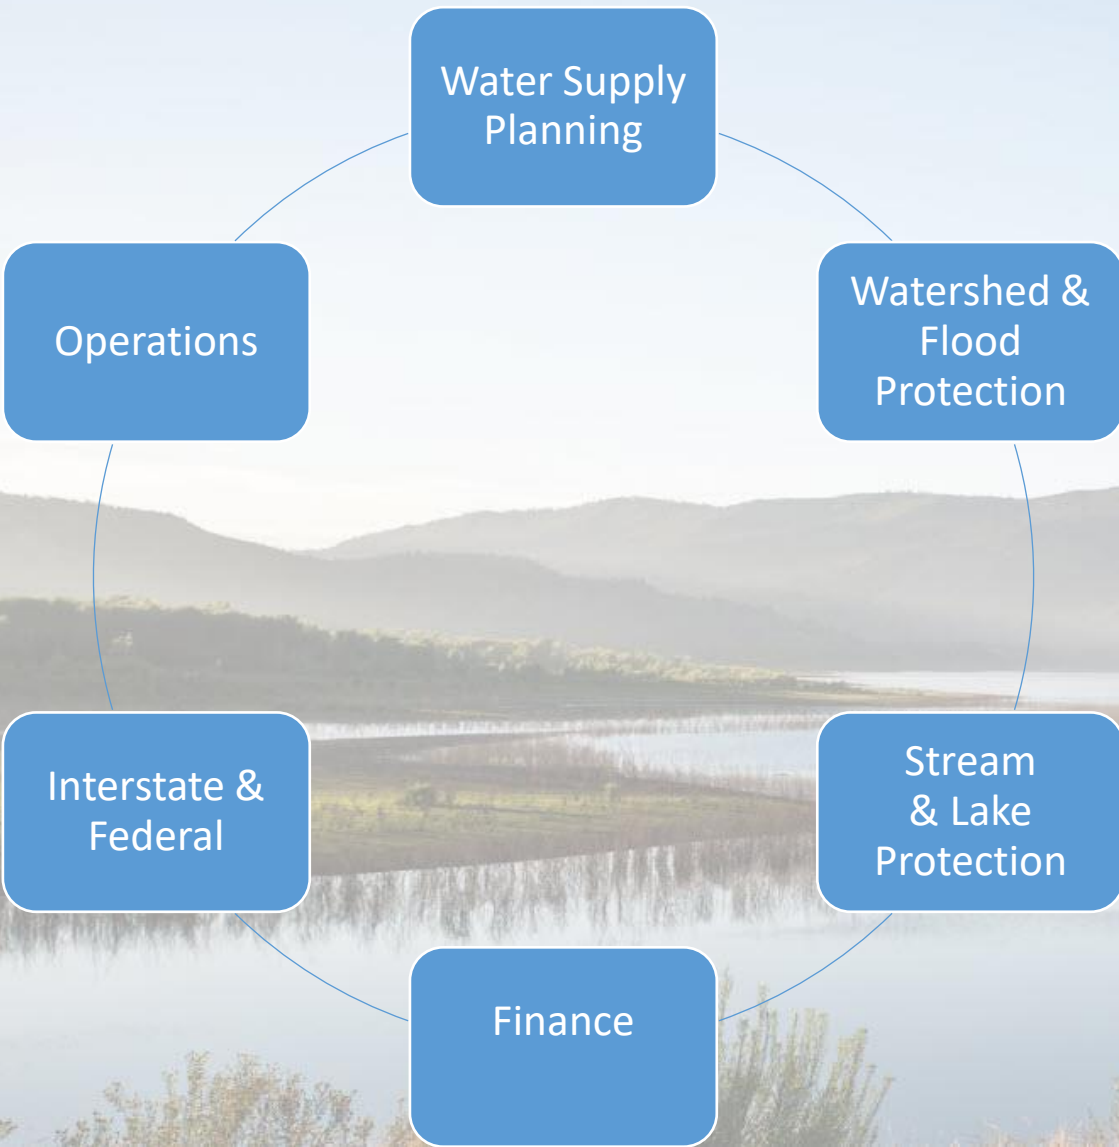 Water Supply
Planning
Watershed &
Flood
Protection
Stream
& Lake
Protection
Finance
Interstate &
Federal
Operations